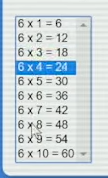 6 x 1 = 6
6 x 2 = 12
6 x 3 = 18
6 x 4 = 24
6 x 5 = 30
6 x 6 = 36
6 x 7 = 42
6 x 8 = 48
6 x 9 = 54
6 x 10 = 60